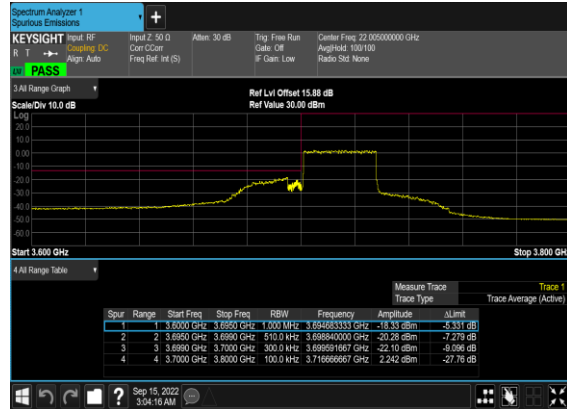 Spectrum Analyzer 1
Spurious Emissions
KEYSIGHT Input: RF Input Z: 50 Ω Atten: 30 dB Trig: Free Run Center Freq: 22.005000000 GHz
R T Coupling: DC Corr CCorr Gate: Off Avg|Hold: 100/100
Align: Auto Freq Ref: Int (S) IF Gain: Low Radio Std: None
PASS
3 All Range Graph
Ref Lvl Offset 15.88 dB
Scale/Div 10.0 dB Ref Value 30.00 dBm
Log
20.0
10.0
0.00
-10.0
-20.0
-30.0
-40.0
-50.0
-60.0
Start 3.600 GHz Stop 3.800 GH
4 All Range Table
Measure Trace Trace 1
Trace Type Trace Average (Active)
Spur Range Start Freq Stop Freq RBW Frequency Amplitude ΔLimit
1 1 3.6000 GHz 3.6950 GHz 1.000 MHz 3.694683333 GHz -18.33 dBm -5.331 dB
2 2 3.6950 GHz 3.6990 GHz 510.0 kHz 3.698840000 GHz -20.28 dBm -7.279 dB
3 3 3.6990 GHz 3.7000 GHz 300.0 kHz 3.699591667 GHz -22.10 dBm -9.096 dB
4 4 3.7000 GHz 3.8000 GHz 100.0 kHz 3.716666667 GHz 2.242 dBm -27.76 dB
? Sep 15, 2022
3:04:16 AM